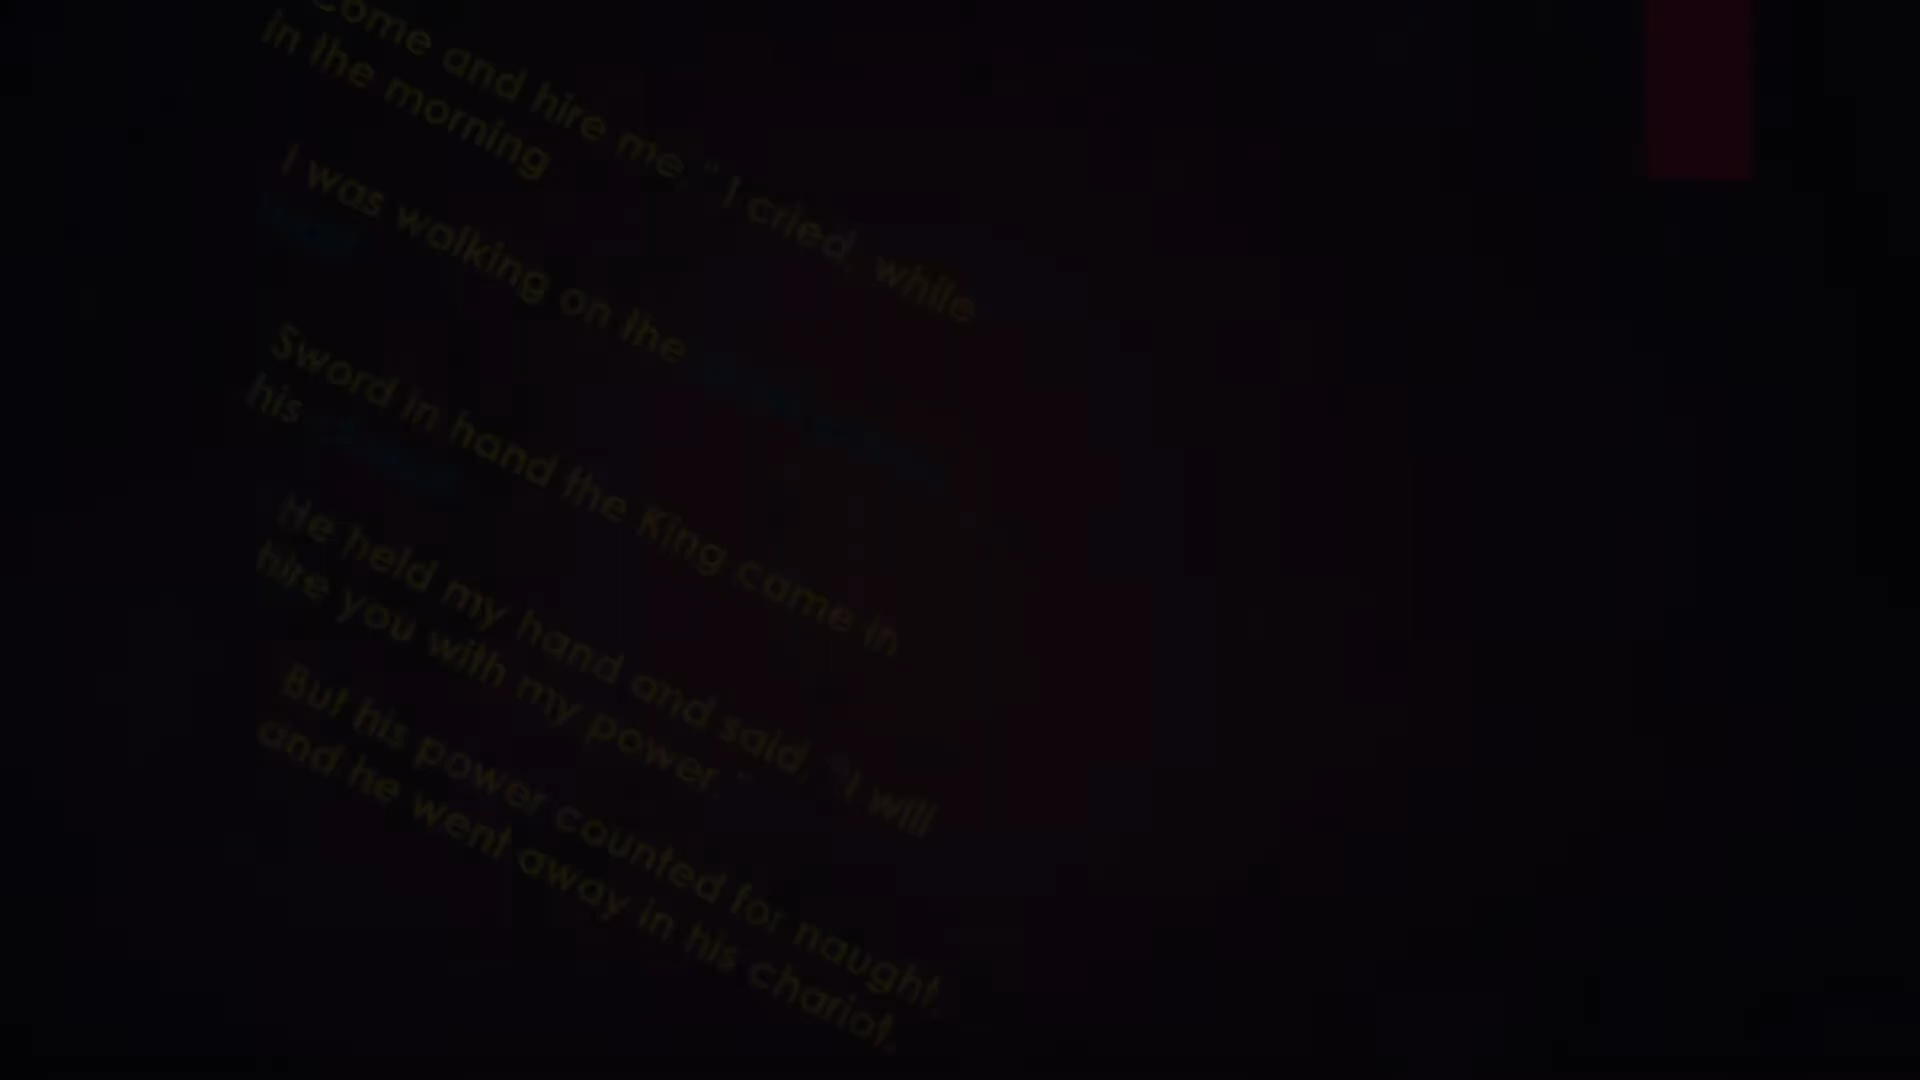 Come and hire me, " I cried, while
in the morning
I was walking on the
Sword in hand the King came in
his
He held my hand and said, "I will
hire you with my power. "
But his power counted for naught,
and he went away in his chariot.